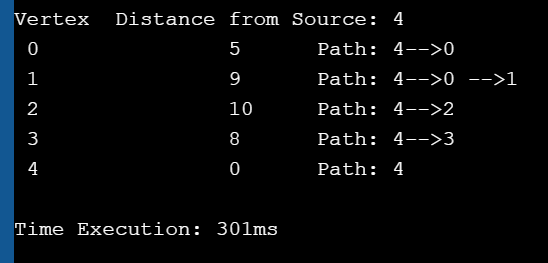 Vertex  Distance from Source: 4
 0               5      Path: 4-->0
 1               9      Path: 4-->0 -->1
 2               10     Path: 4-->2
 3               8      Path: 4-->3
 4               0      Path: 4
Time Execution: 301ms